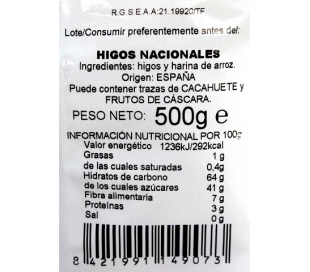 R.G.S.E.A.A:21.19920/TF
Lote/Consumir preferentemente antes del:
HIGOS NACIONALES
Ingredientes: higos y harina de arroz.
Origen: ESPAÑA
Puede contener trazas de CACAHUETE y
FRUTOS DE CÁSCARA.
PESO NETO: 500g e
INFORMACIÓN NUTRICIONAL POR 100g
Valor energético 1236kJ/292kcal
Grasas 1 g
de las cuales saturadas 0,4g
Hidratos de carbono 64 g
de los cuales azúcares 41 g
Fibra alimentaria 7 g
Proteínas 3 g
Sal 0 g
8 421991 149073